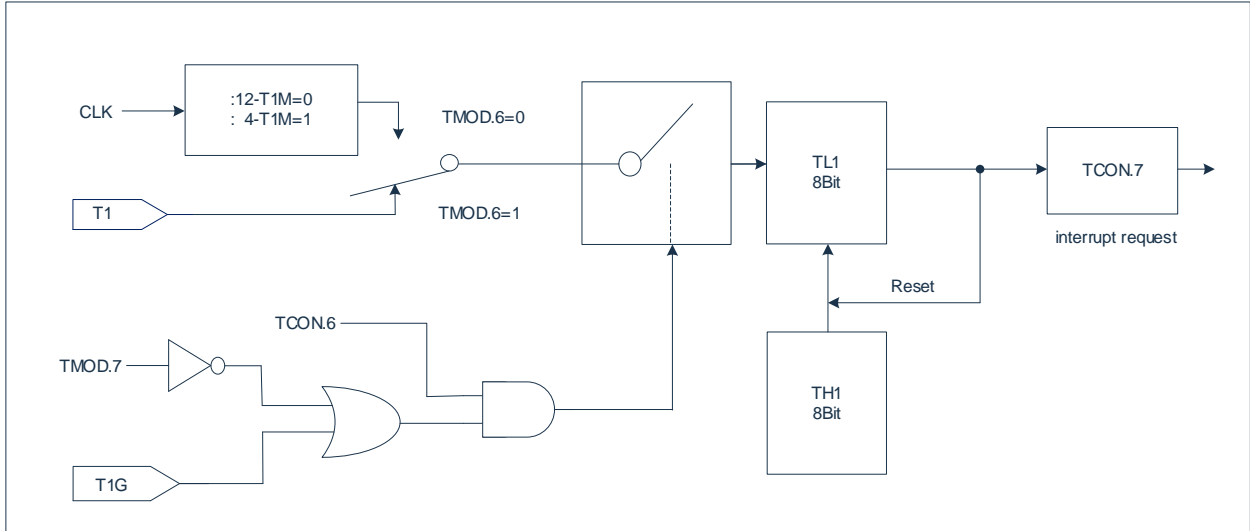 :12-T1M=0
: 4-T1M=1
CLK
TMOD.6=0
T1
TMOD.6=1
TL1
8Bit
TCON.7
interrupt request
Reset
TCON.6
TMOD.7
TH1
8Bit
T1G